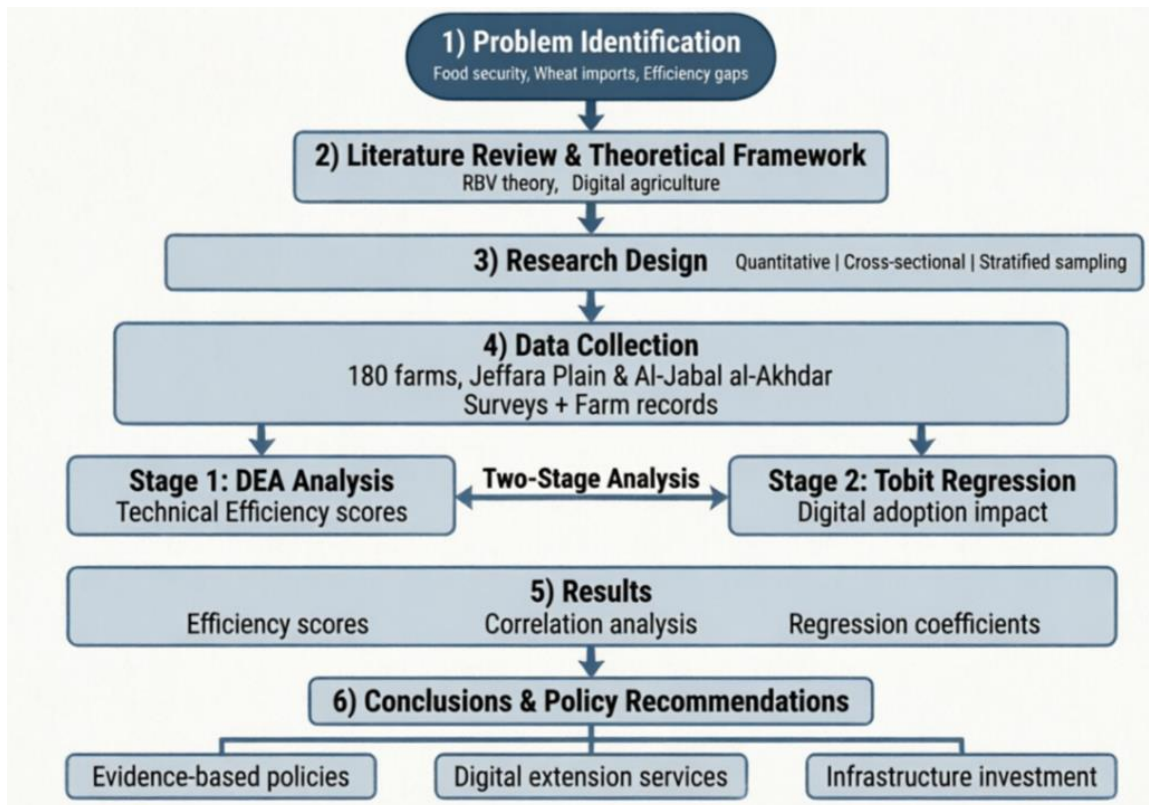 1) Problem Identification
Food security, Wheat imports, Efficiency gaps
2) Literature Review & Theoretical Framework
RBV theory, Digital agriculture
3) Research Design Quantitative | Cross-sectional | Stratified sampling
4) Data Collection
180 farms, Jeffara Plain & Al-Jabal al-Akhdar
Surveys + Farm records
Stage 1: DEA Analysis
Technical Efficiency scores
Two-Stage Analysis
Stage 2: Tobit Regression
Digital adoption impact
5) Results
Efficiency scores Correlation analysis Regression coefficients
6) Conclusions & Policy Recommendations
Evidence-based policies Digital extension services Infrastructure investment